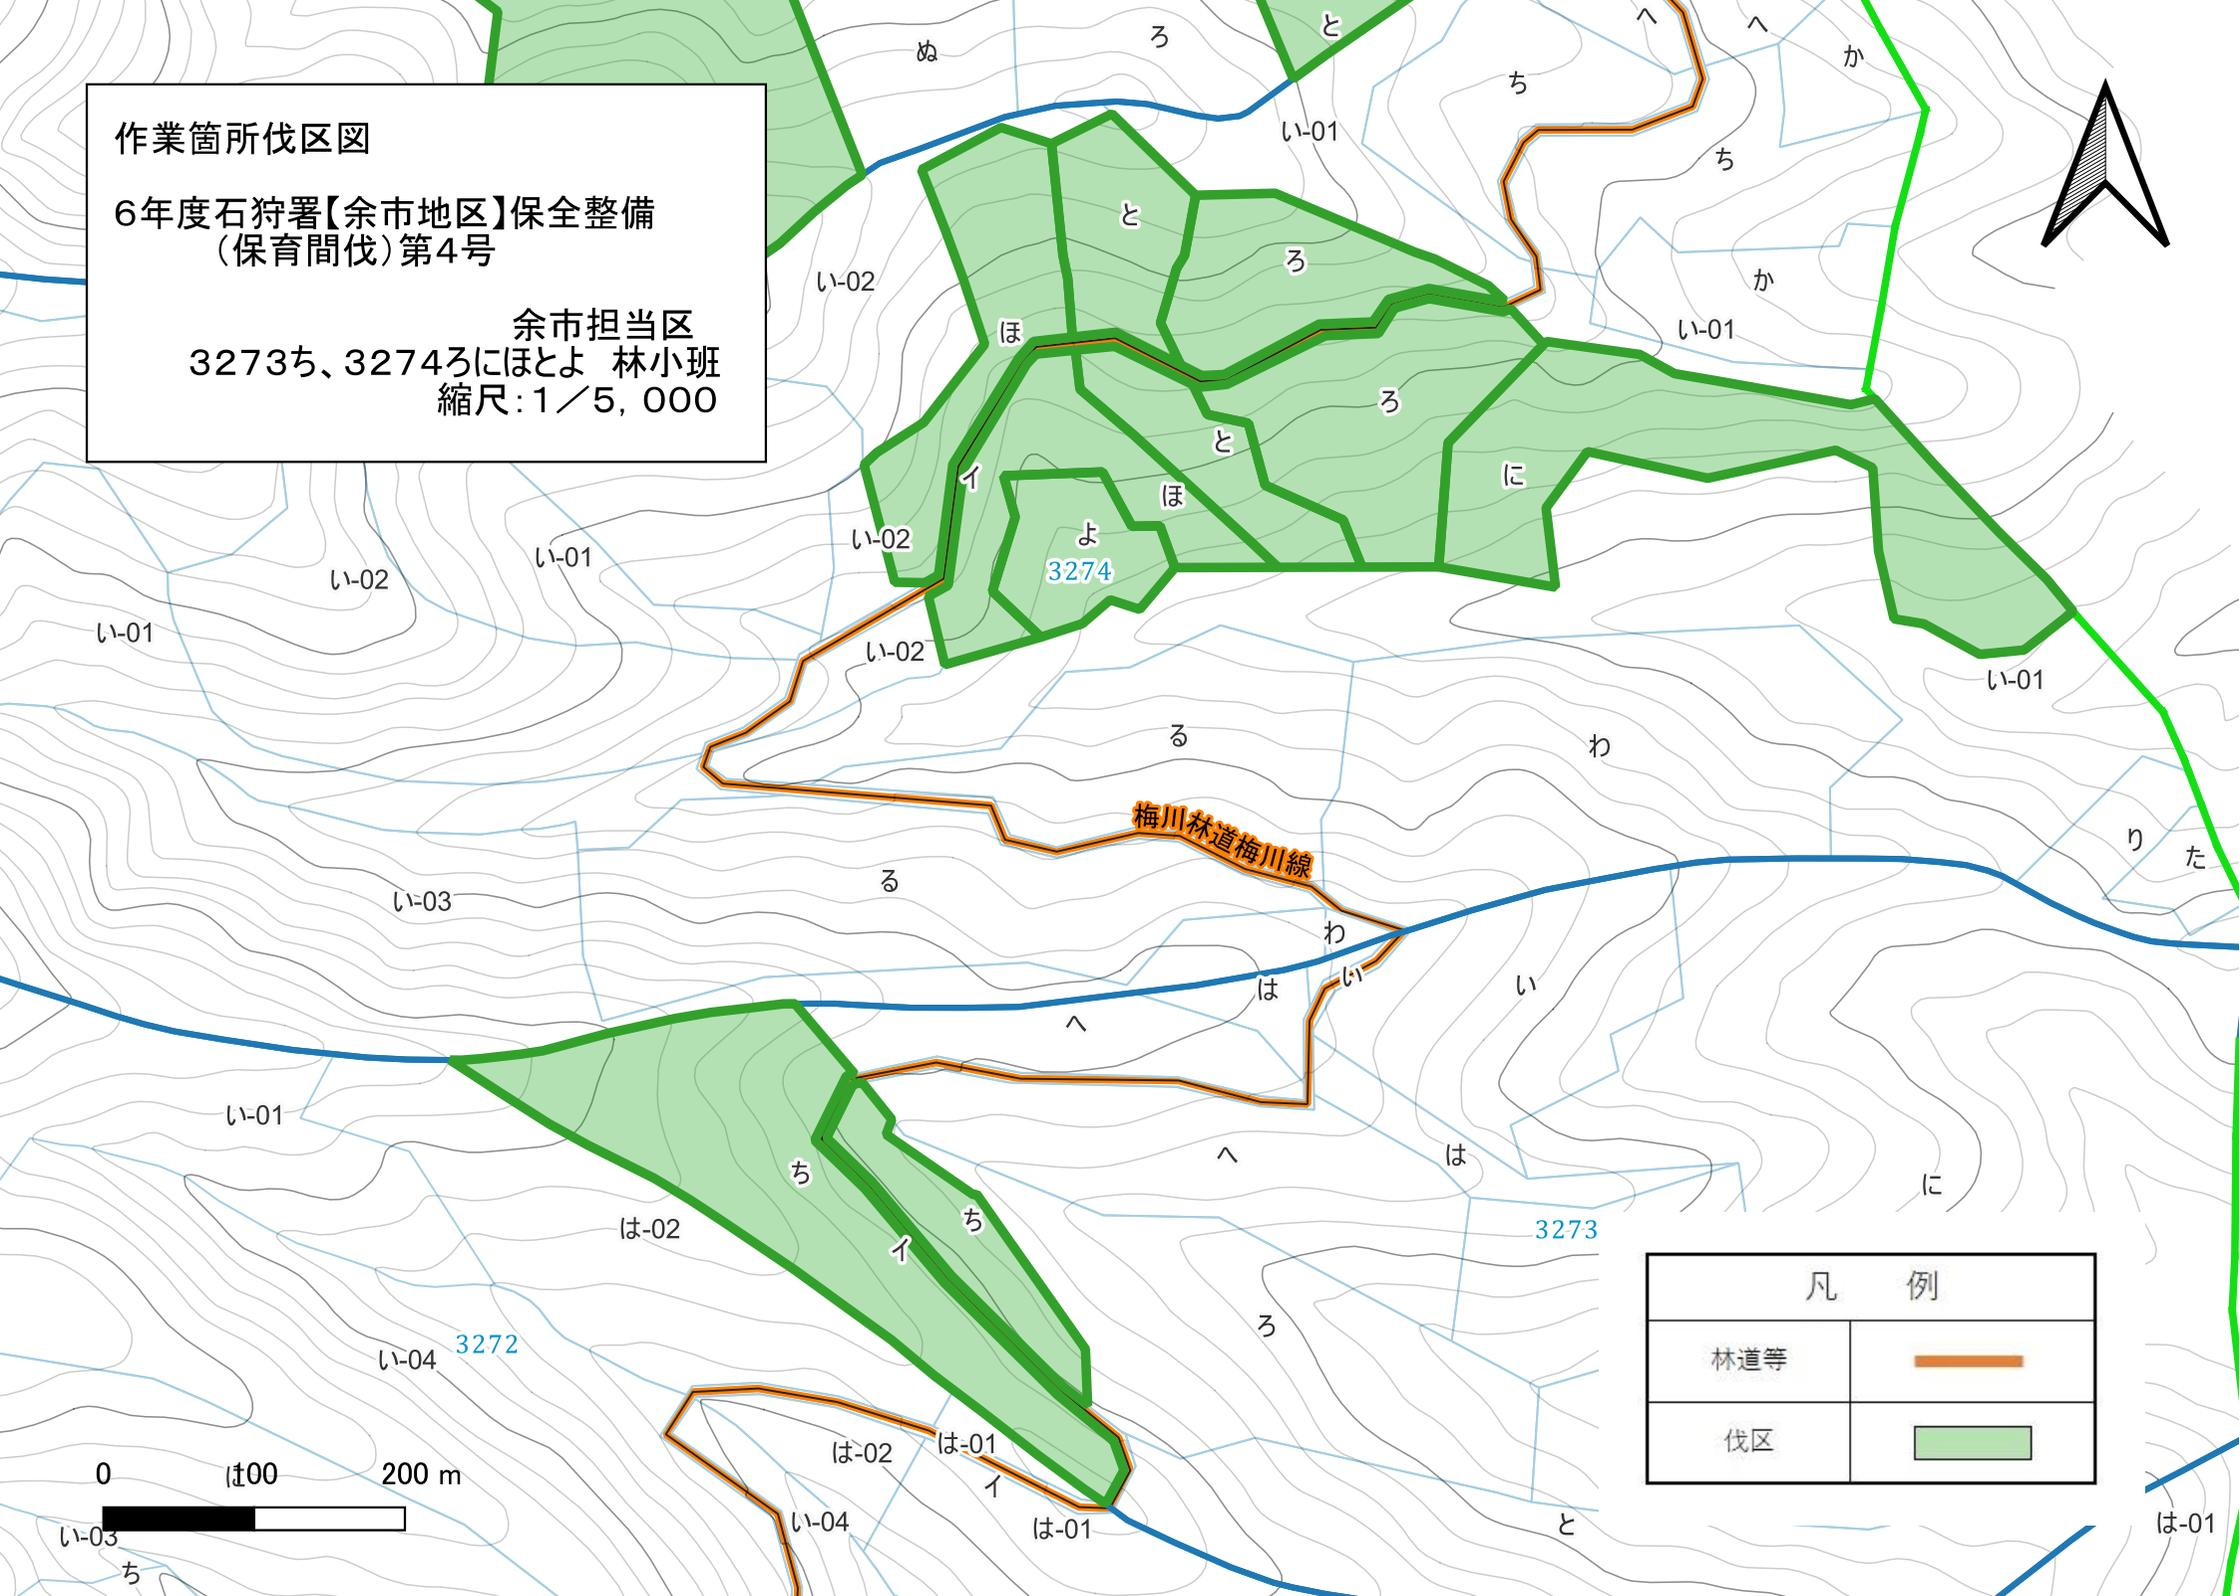 作業箇所伐区図
６年度石狩署【余市地区】保全整備
（保育間伐）第４号
余市担当区
３２７３ち、３２７４ろにほとよ　林小班
縮尺：１／５，０００
ぬ
ろ
と
へ
へ
か
ち
い-01
ち
と
ろ
か
い-02
い-01
ほ
ろ
と
イ
に
ほ
よ
い-02
い-01
3274
い-02
い-01
い-02
い-01
る
わ
梅川林道梅川線
り
た
る
い-03
わ
い
い
は
へ
い-01
へ
は
ち
に
ち
は-02
3273
イ
凡　例
ろ
3272
い-04
林道等
は-01
伐区
は-02
0
100
200 m
イ
い-04
は-01
と
は-01
い-03
ち